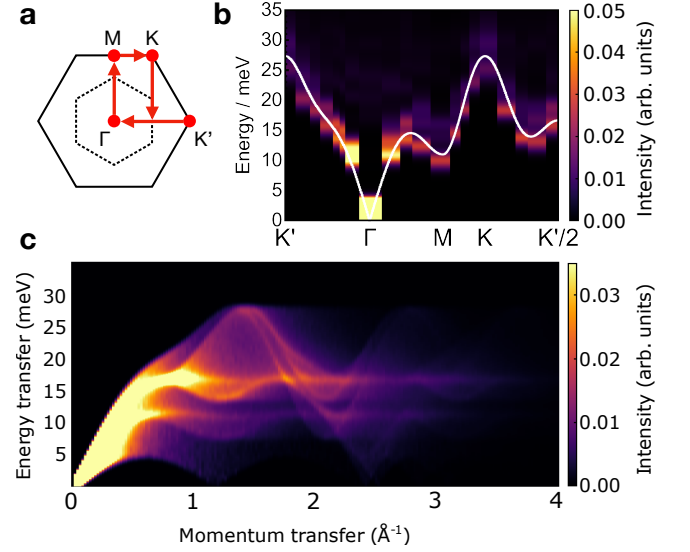 a
M
K
Γ
K'
b
Energy / meV
35
30
25
20
15
10
5
0
K'
Γ
M
K
K'/2
0.05
0.04
0.03
0.02
0.01
0.00
Intensity (arb. units)
c
Energy transfer (meV)
30
25
20
15
10
5
0
1
2
3
4
Momentum transfer (Å⁻¹)
0.03
0.02
0.01
0.00
Intensity (arb. units)